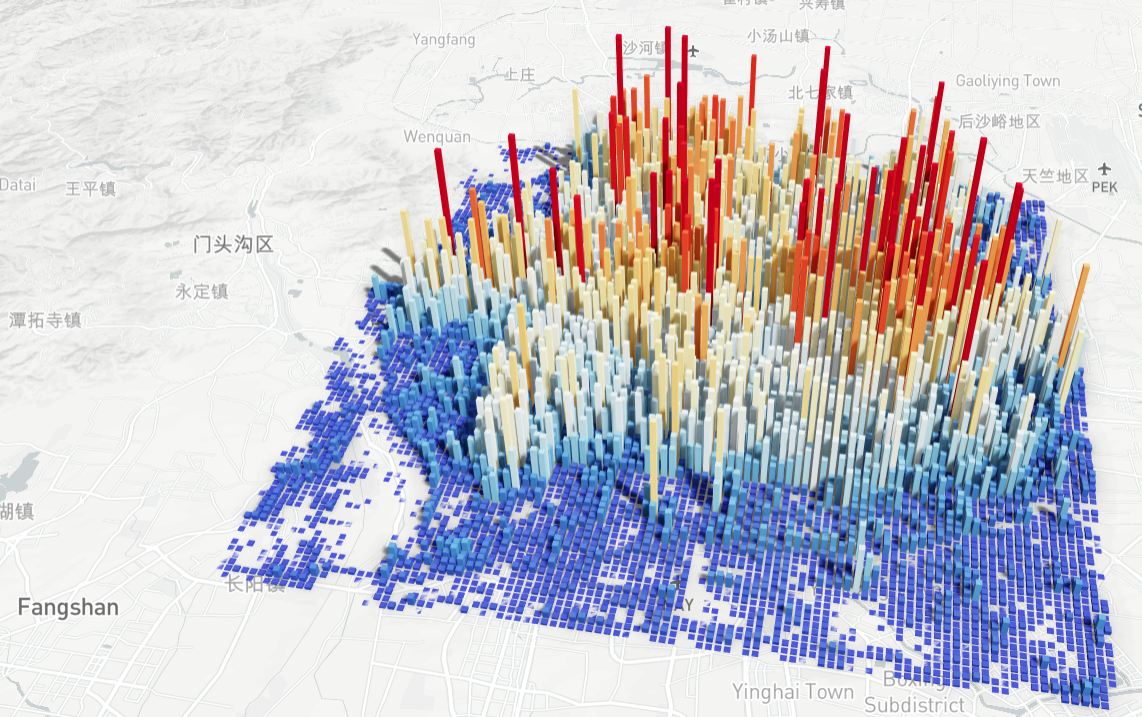 兴寿镇
Yangfang
沙河镇
小汤山镇
上庄
北七家镇
Gaoliying Town
后沙峪地区
Wenquan
天竺地区
PEK
Datai
王平镇
门头沟区
永定镇
潭拓寺镇
湖镇
长阳镇
Fangshan
AY
Yinghai Town
Subdistrict